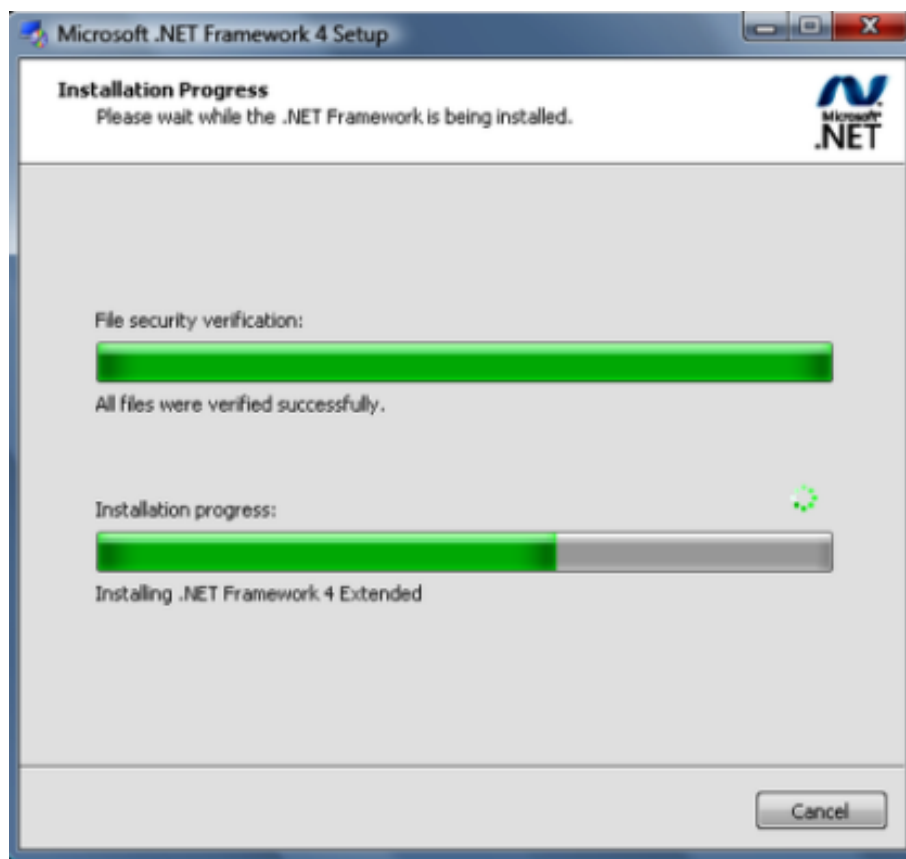 Microsoft .NET Framework 4 Setup
Installation Progress
Please wait while the .NET Framework is being installed.
Microsoft
.NET
File security verification:
All files were verified successfully.
Installation progress:
Installing .NET Framework 4 Extended
Cancel